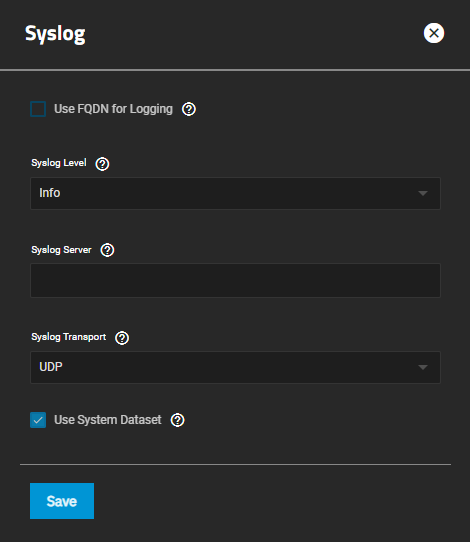 Syslog
Use FQDN for Logging
Syslog Level
Info
Syslog Server
Syslog Transport
UDP
Use System Dataset
Save